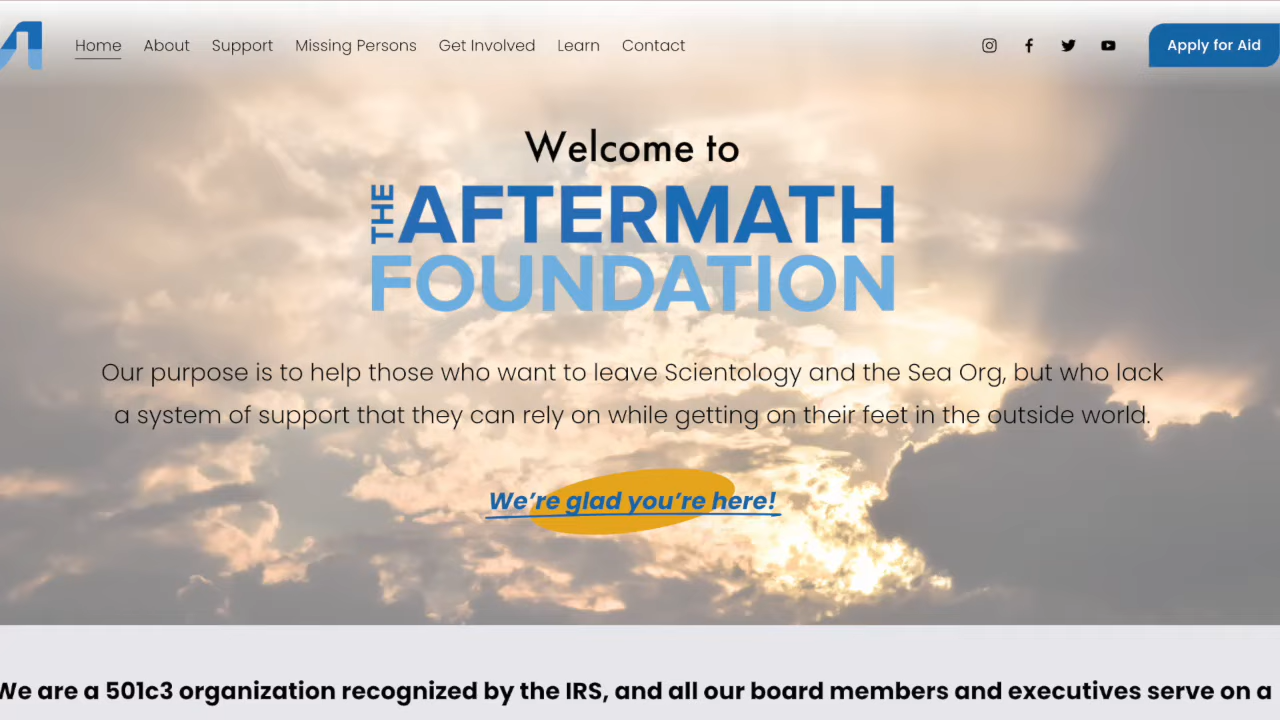 Home About Support Missing Persons Get Involved Learn Contact Apply for Aid
Welcome to
THE AFTERMATH
FOUNDATION
Our purpose is to help those who want to leave Scientology and the Sea Org, but who lack
a system of support that they can rely on while getting on their feet in the outside world.
We're glad you're here!
We are a 501c3 organization recognized by the IRS, and all our board members and executives serve on a